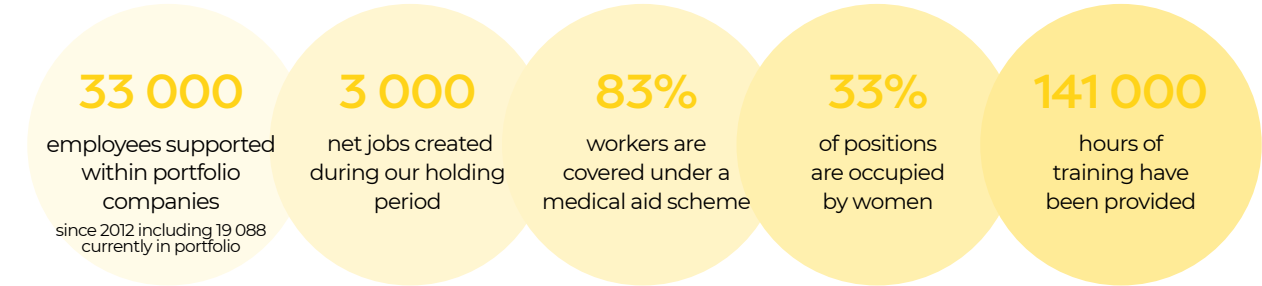 33 000
employees supported
within portfolio
companies
since 2012 including 19 088
currently in portfolio
3 000
net jobs created
during our holding
period
83%
workers are
covered under a
medical aid scheme
33%
of positions
are occupied
by women
141 000
hours of
training have
been provided